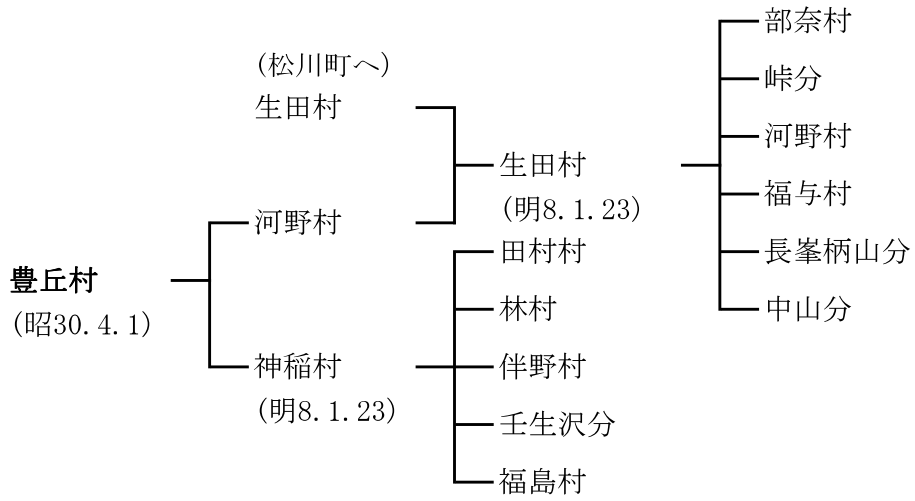 豊丘村
(昭30.4.1)
(松川町へ)
生田村
河野村
神稲村
(明8.1.23)
生田村
(明8.1.23)
田村村
林村
伴野村
壬生沢分
福島村
部奈村
峠分
河野村
福与村
長峯柄山分
中山分